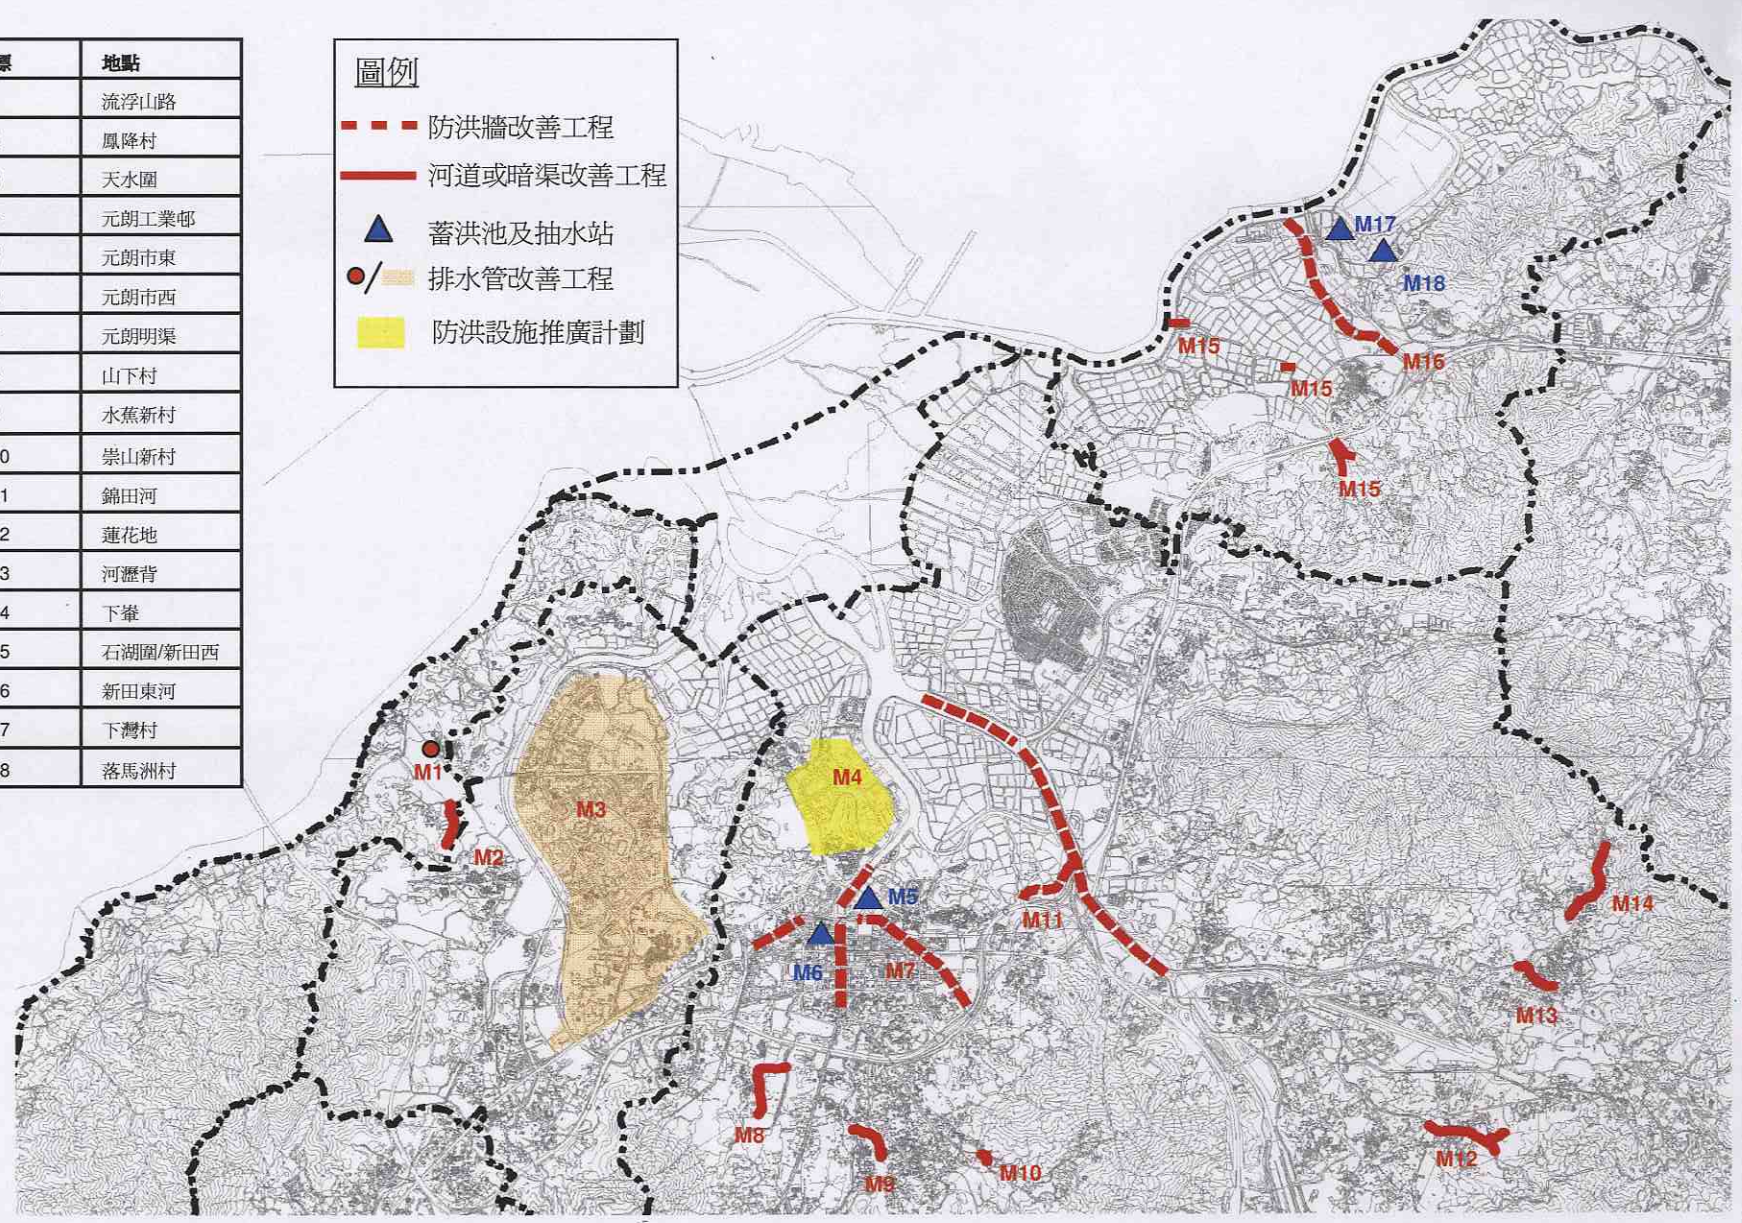 標 地點
流浮山路
鳳降村
天水圍
元朗工業邨
元朗市東
元朗市西
元朗明渠
山下村
水蕉新村
0 崇山新村
1 錦田河
2 蓮花地
3 河瀝背
4 下輋
5 石湖圍/新田西
6 新田東河
7 下灣村
8 落馬洲村
圖例
防洪牆改善工程
河道或暗渠改善工程
蓄洪池及抽水站
/ 排水管改善工程
防洪設施推廣計劃
M17
M18
M15
M16
M15
M15
M1
M4
M3
M2
M5
M11
M14
M6
M7
M13
M8
M12
M10
M9